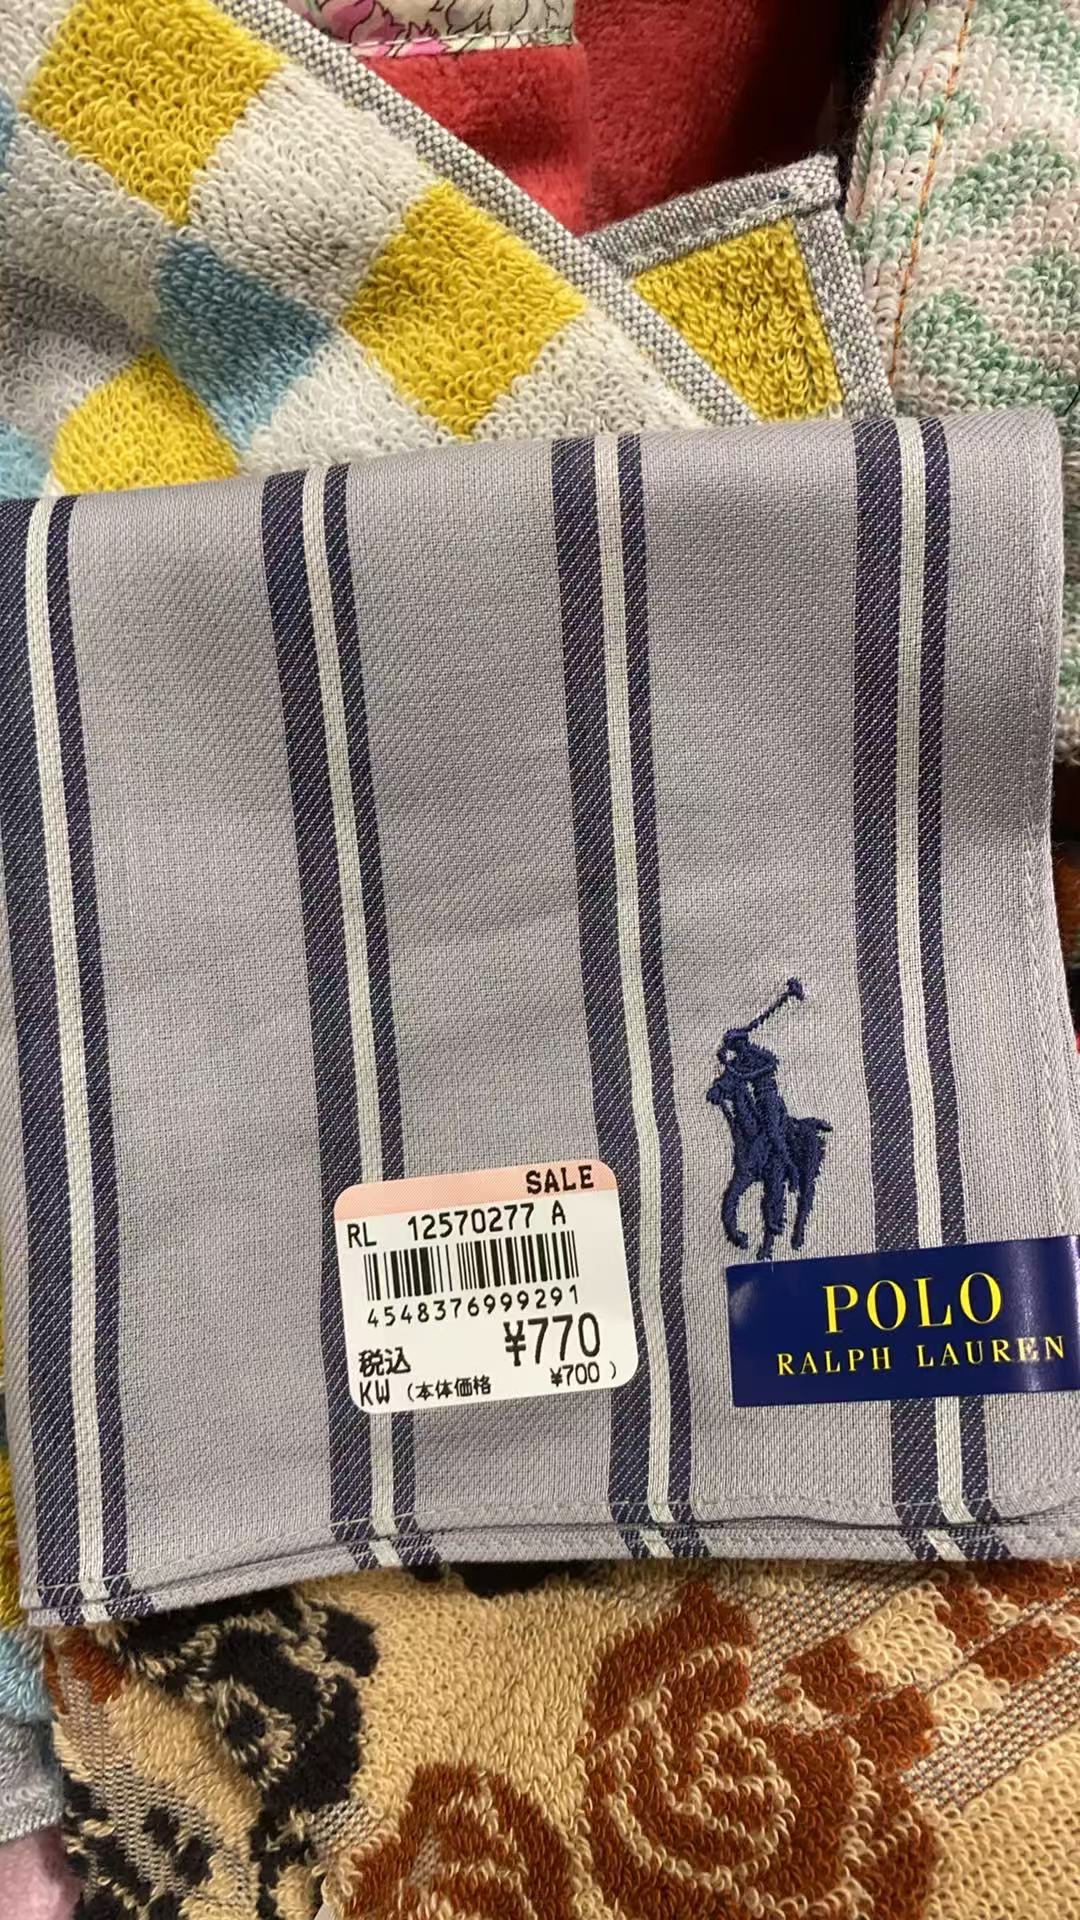 SALE
RL 12570277 A
4548376999291
税込 ¥770
KW (本体価格 ¥700 )
POLO
RALPH LAUREN